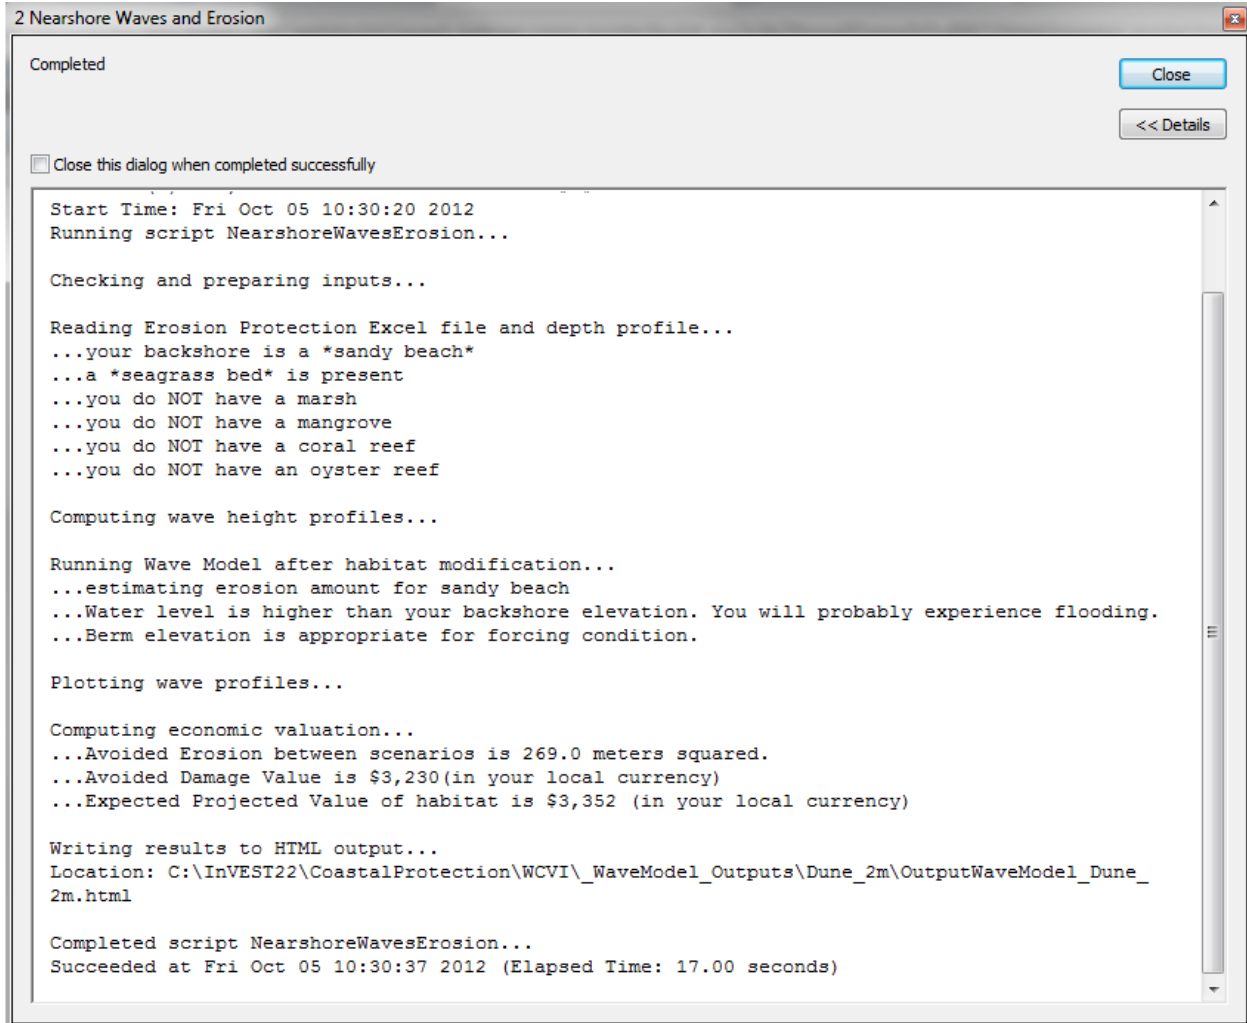 2 Nearshore Waves and Erosion
Completed
Close
<< Details
Close this dialog when completed successfully
Start Time: Fri Oct 05 10:30:20 2012
Running script NearshoreWavesErosion...
Checking and preparing inputs...
Reading Erosion Protection Excel file and depth profile...
...your backshore is a *sandy beach*
...a *seagrass bed* is present
...you do NOT have a marsh
...you do NOT have a mangrove
...you do NOT have a coral reef
...you do NOT have an oyster reef
Computing wave height profiles...
Running Wave Model after habitat modification...
...estimating erosion amount for sandy beach
...Water level is higher than your backshore elevation. You will probably experience flooding.
...Berm elevation is appropriate for forcing condition.
Plotting wave profiles...
Computing economic valuation...
...Avoided Erosion between scenarios is 269.0 meters squared.
...Avoided Damage Value is $3,230(in your local currency)
...Expected Projected Value of habitat is $3,352 (in your local currency)
Writing results to HTML output...
Location: C:\InVEST22\CoastalProtection\WCVI\_WaveModel_Outputs\Dune_2m\OutputWaveModel_Dune_
2m.html
Completed script NearshoreWavesErosion...
Succeeded at Fri Oct 05 10:30:37 2012 (Elapsed Time: 17.00 seconds)